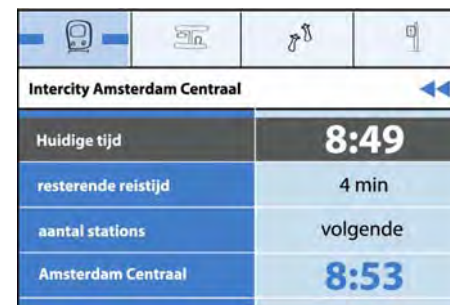 Intercity Amsterdam Centraal
Huidige tijd 8:49
resterende reistijd 4 min
aantal stations volgende
Amsterdam Centraal 8:53